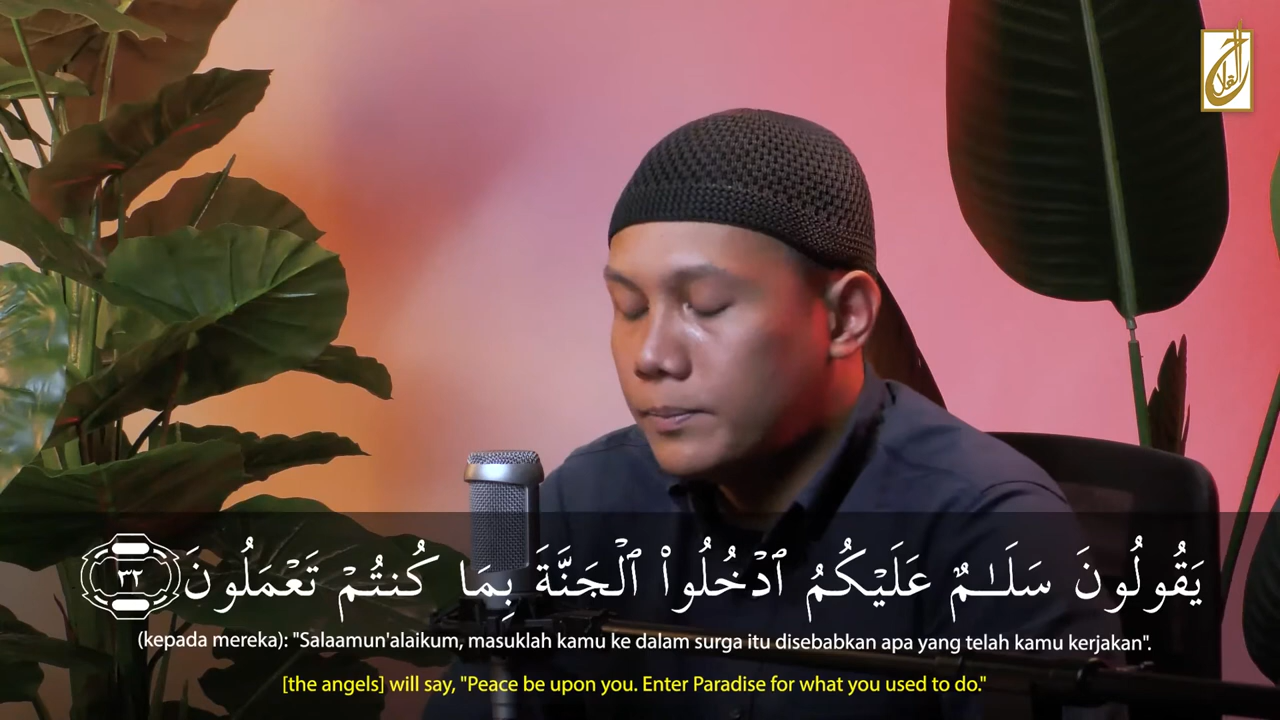 القلاح
يَقُولُونَ سَلَـٰمٌ عَلَيْكُمُ ٱدْخُلُوا۟ ٱلْجَنَّةَ بِمَا كُنتُمْ تَعْمَلُونَ ٣٢
(kepada mereka): "Salaamun'alaikum, masuklah kamu ke dalam surga itu disebabkan apa yang telah kamu kerjakan".
[the angels] will say, "Peace be upon you. Enter Paradise for what you used to do."